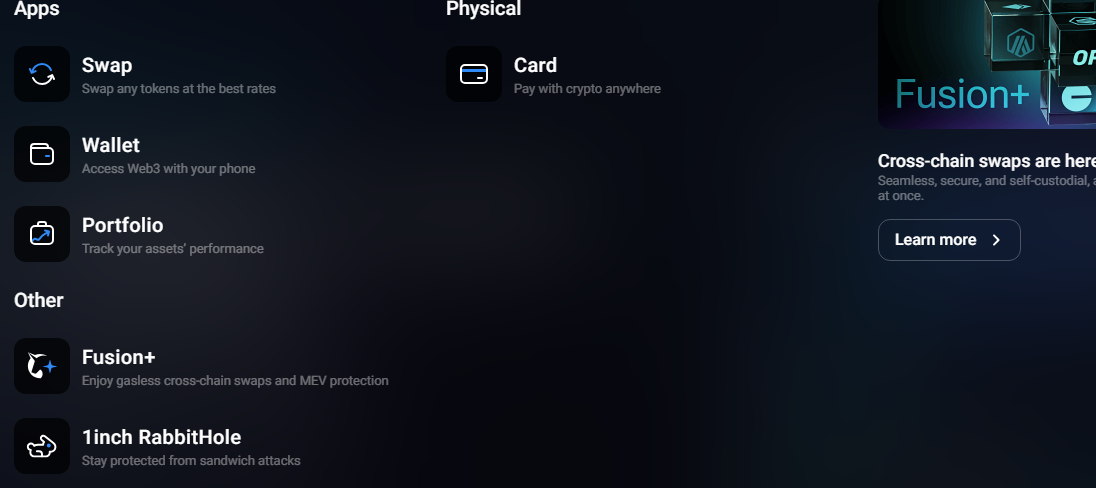 Apps
Swap
Swap any tokens at the best rates
Wallet
Access Web3 with your phone
Portfolio
Track your assets’ performance
Other
Fusion+
Enjoy gasless cross-chain swaps and MEV protection
1inch RabbitHole
Stay protected from sandwich attacks
Physical
Card
Pay with crypto anywhere
OP
Fusion+
Cross-chain swaps are here
Seamless, secure, and self-custodial,
at once.
Learn more